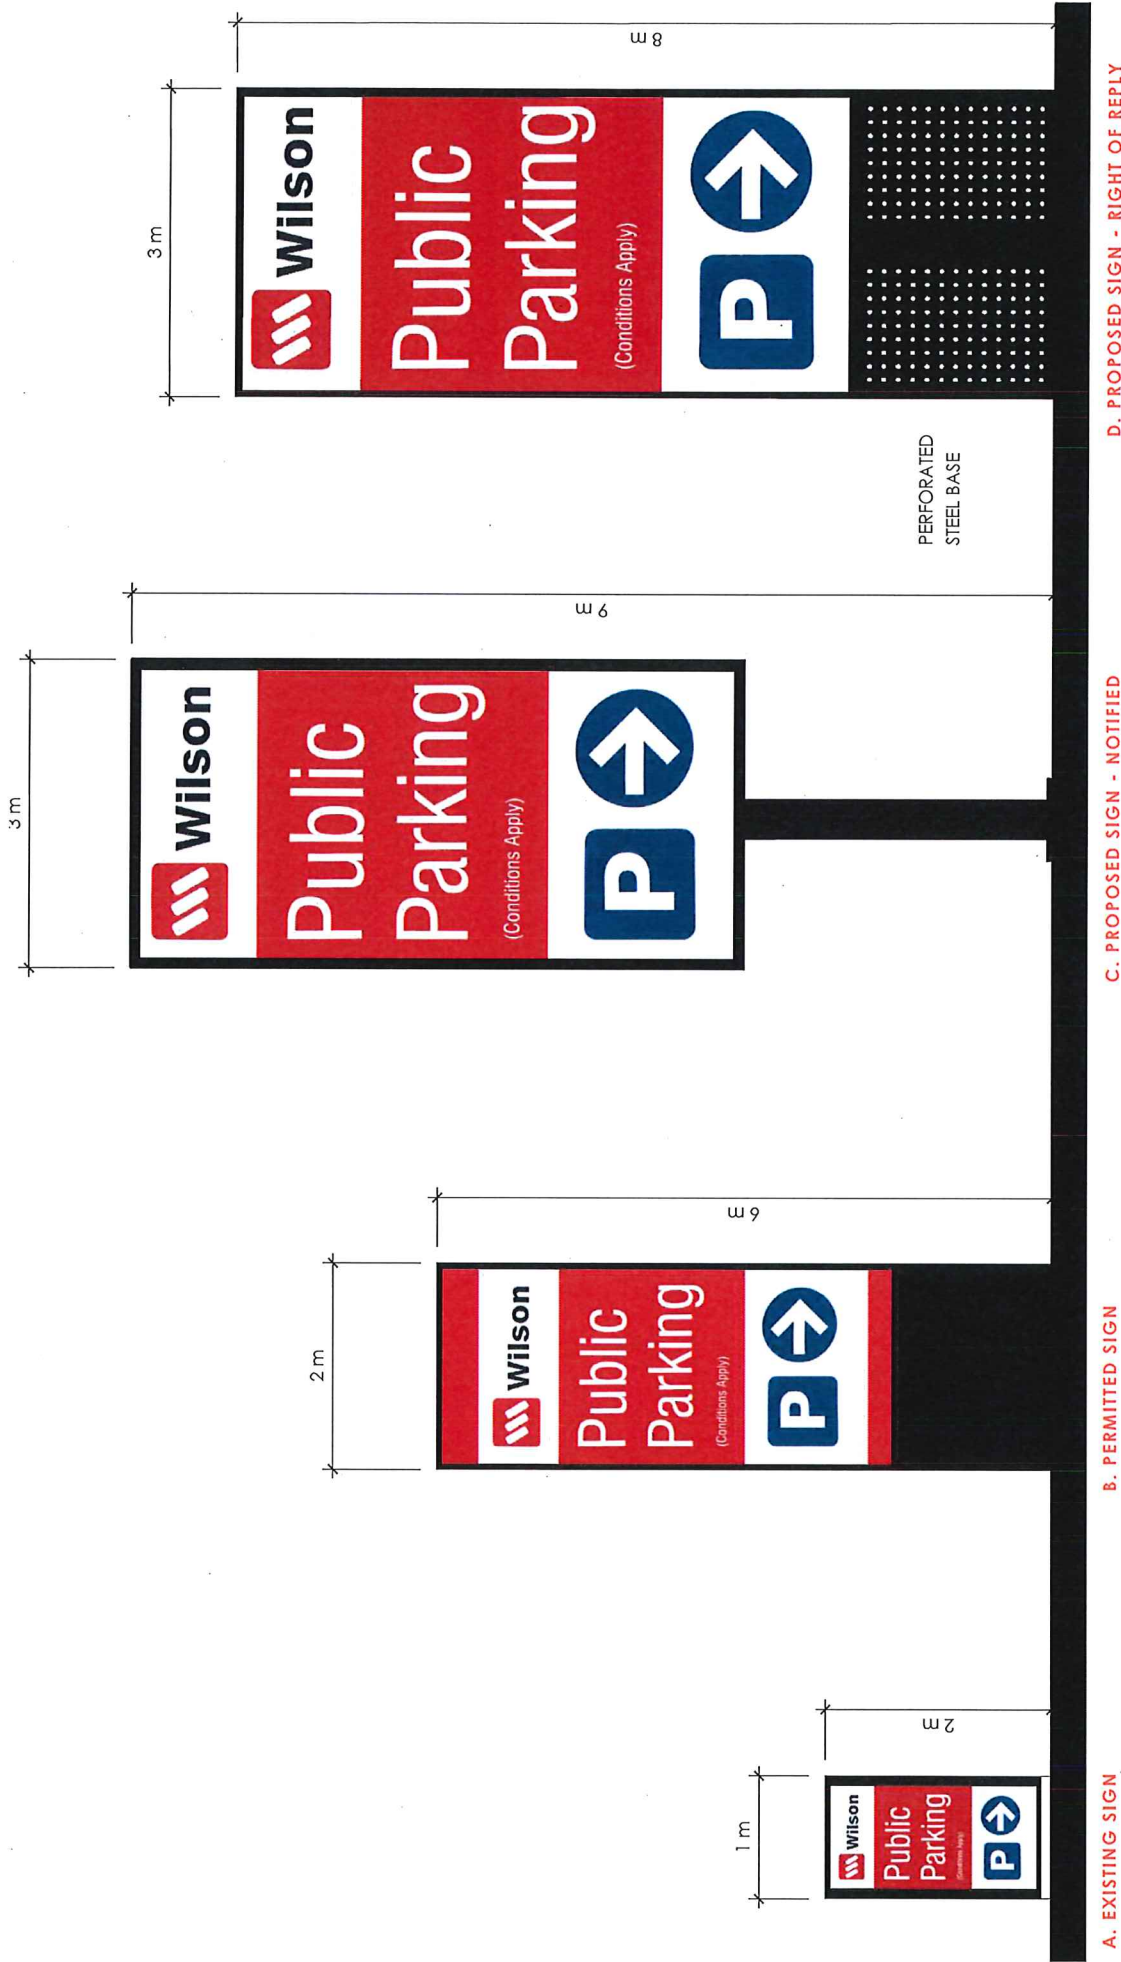 1 m
2 m
Wilson
Public
Parking
(Conditions Apply)
P
A. EXISTING SIGN
2 m
6 m
Wilson
Public
Parking
(Conditions Apply)
P
B. PERMITTED SIGN
3 m
9 m
Wilson
Public
Parking
(Conditions Apply)
P
C. PROPOSED SIGN - NOTIFIED
3 m
8 m
Wilson
Public
Parking
(Conditions Apply)
P
PERFORATED
STEEL BASE
D. PROPOSED SIGN - RIGHT OF REPLY